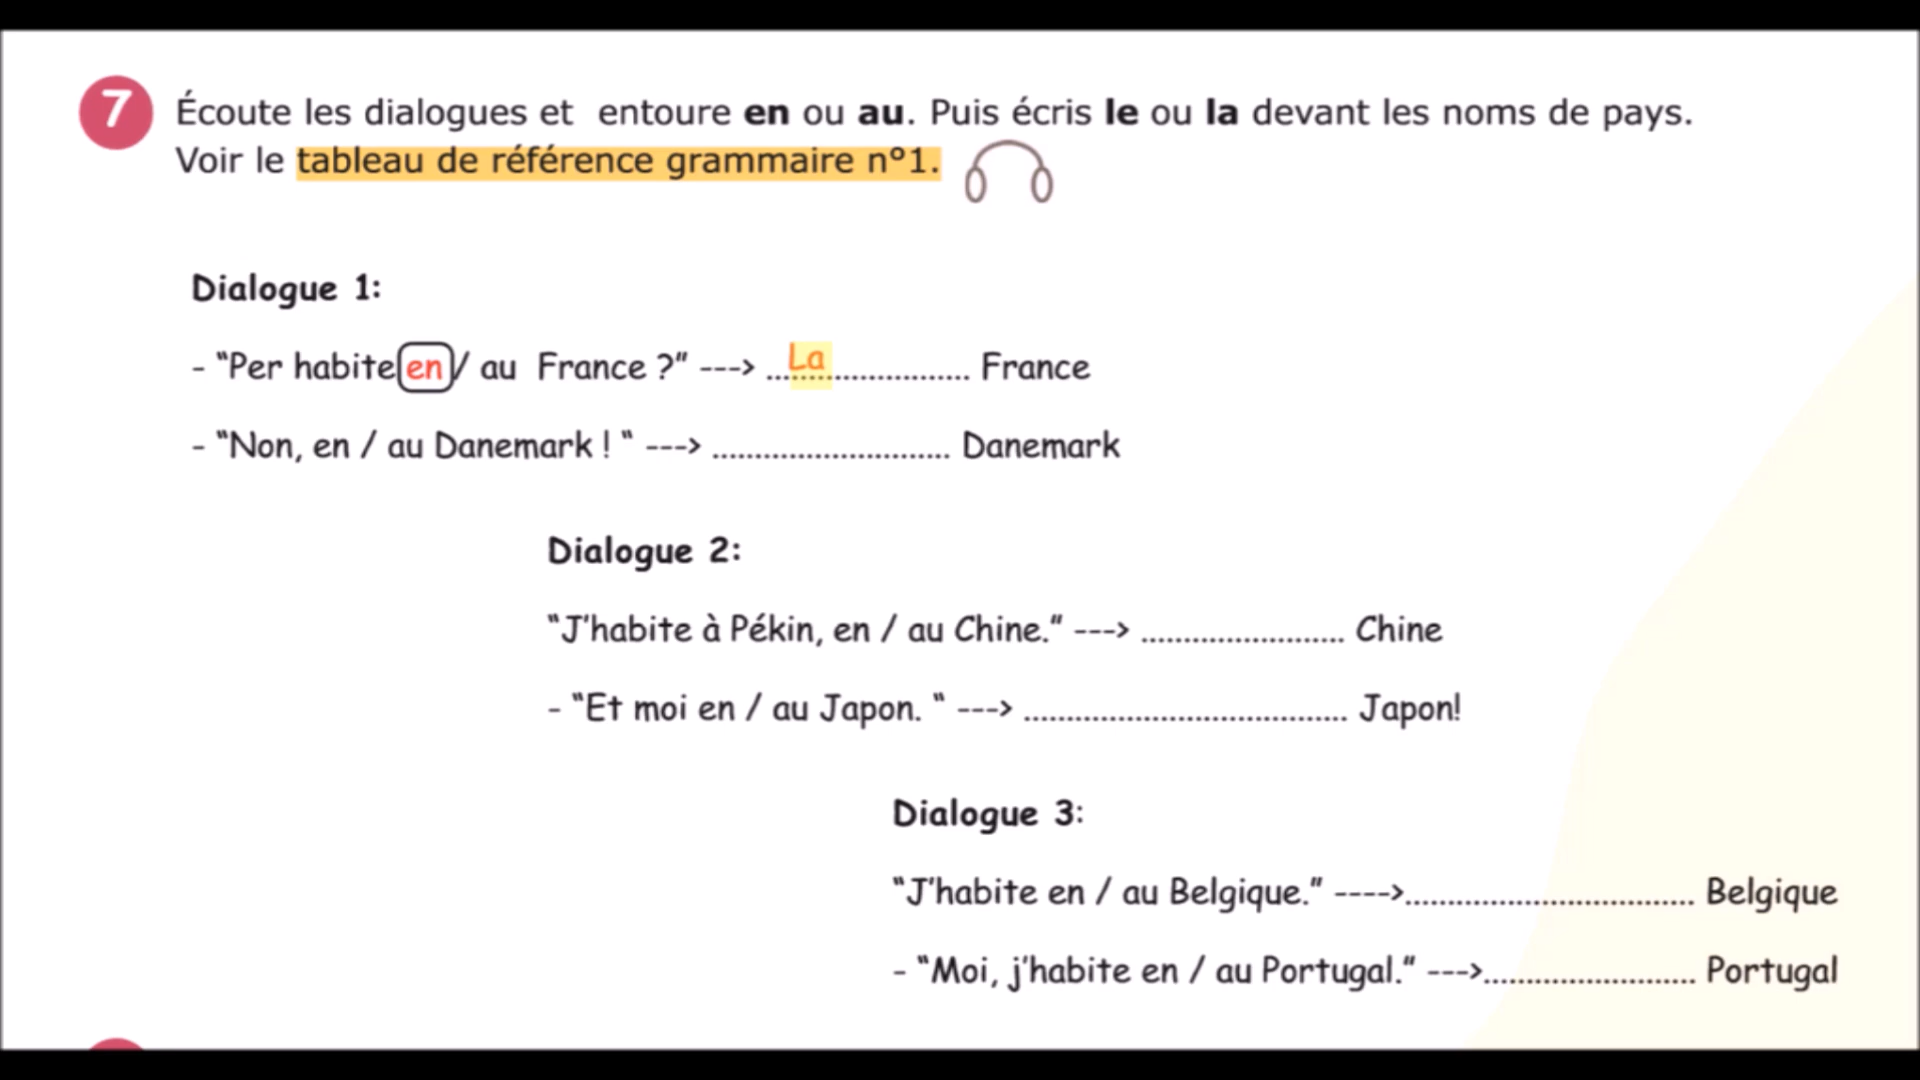 7 Écoute les dialogues et entoure en ou au. Puis écris le ou la devant les noms de pays.
Voir le tableau de référence grammaire n°1.
Dialogue 1:
- “Per habite en / au France ?” ---> ...La..................... France
- “Non, en / au Danemark ! “ ---> ............................ Danemark
Dialogue 2:
“J’habite à Pékin, en / au Chine.” ---> ........................ Chine
- “Et moi en / au Japon. “ ---> ...................................... Japon!
Dialogue 3:
“J’habite en / au Belgique.” ---->.................................. Belgique
- “Moi, j’habite en / au Portugal.” --->......................... Portugal